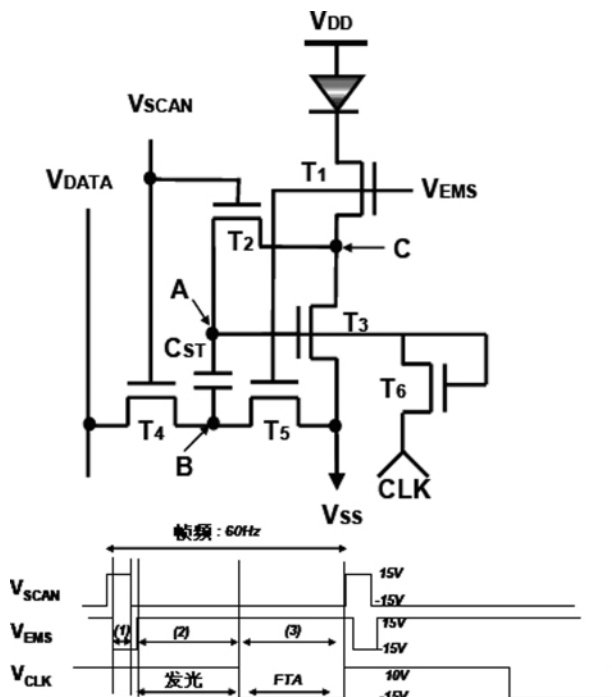 VDD
VSCAN
VDATA
T1
VEMS
T2
C
A
CST
T3
T6
T4
B
T5
CLK
VSS
帧频 : 60Hz
VSCAN
15V
-15V
VEMS
(1)
(2)
(3)
15V
-15V
VCLK
发光
FTA
10V
-15V